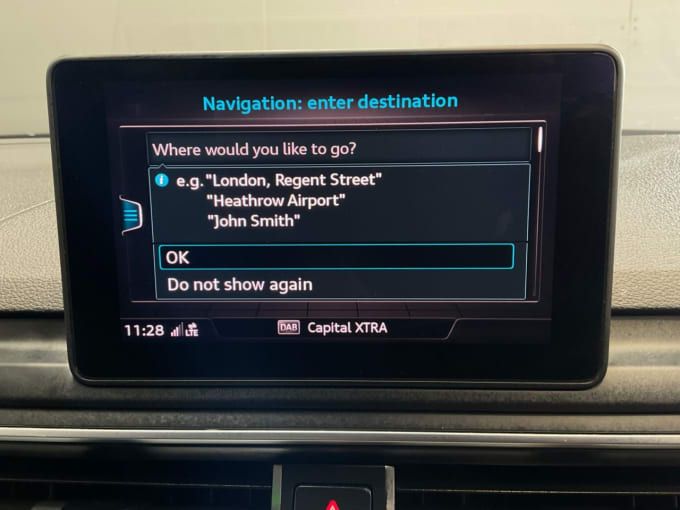 Navigation: enter destination
Where would you like to go?
e.g. "London, Regent Street"
"Heathrow Airport"
"John Smith"
OK
Do not show again
11:28 LTE DAB Capital XTRA